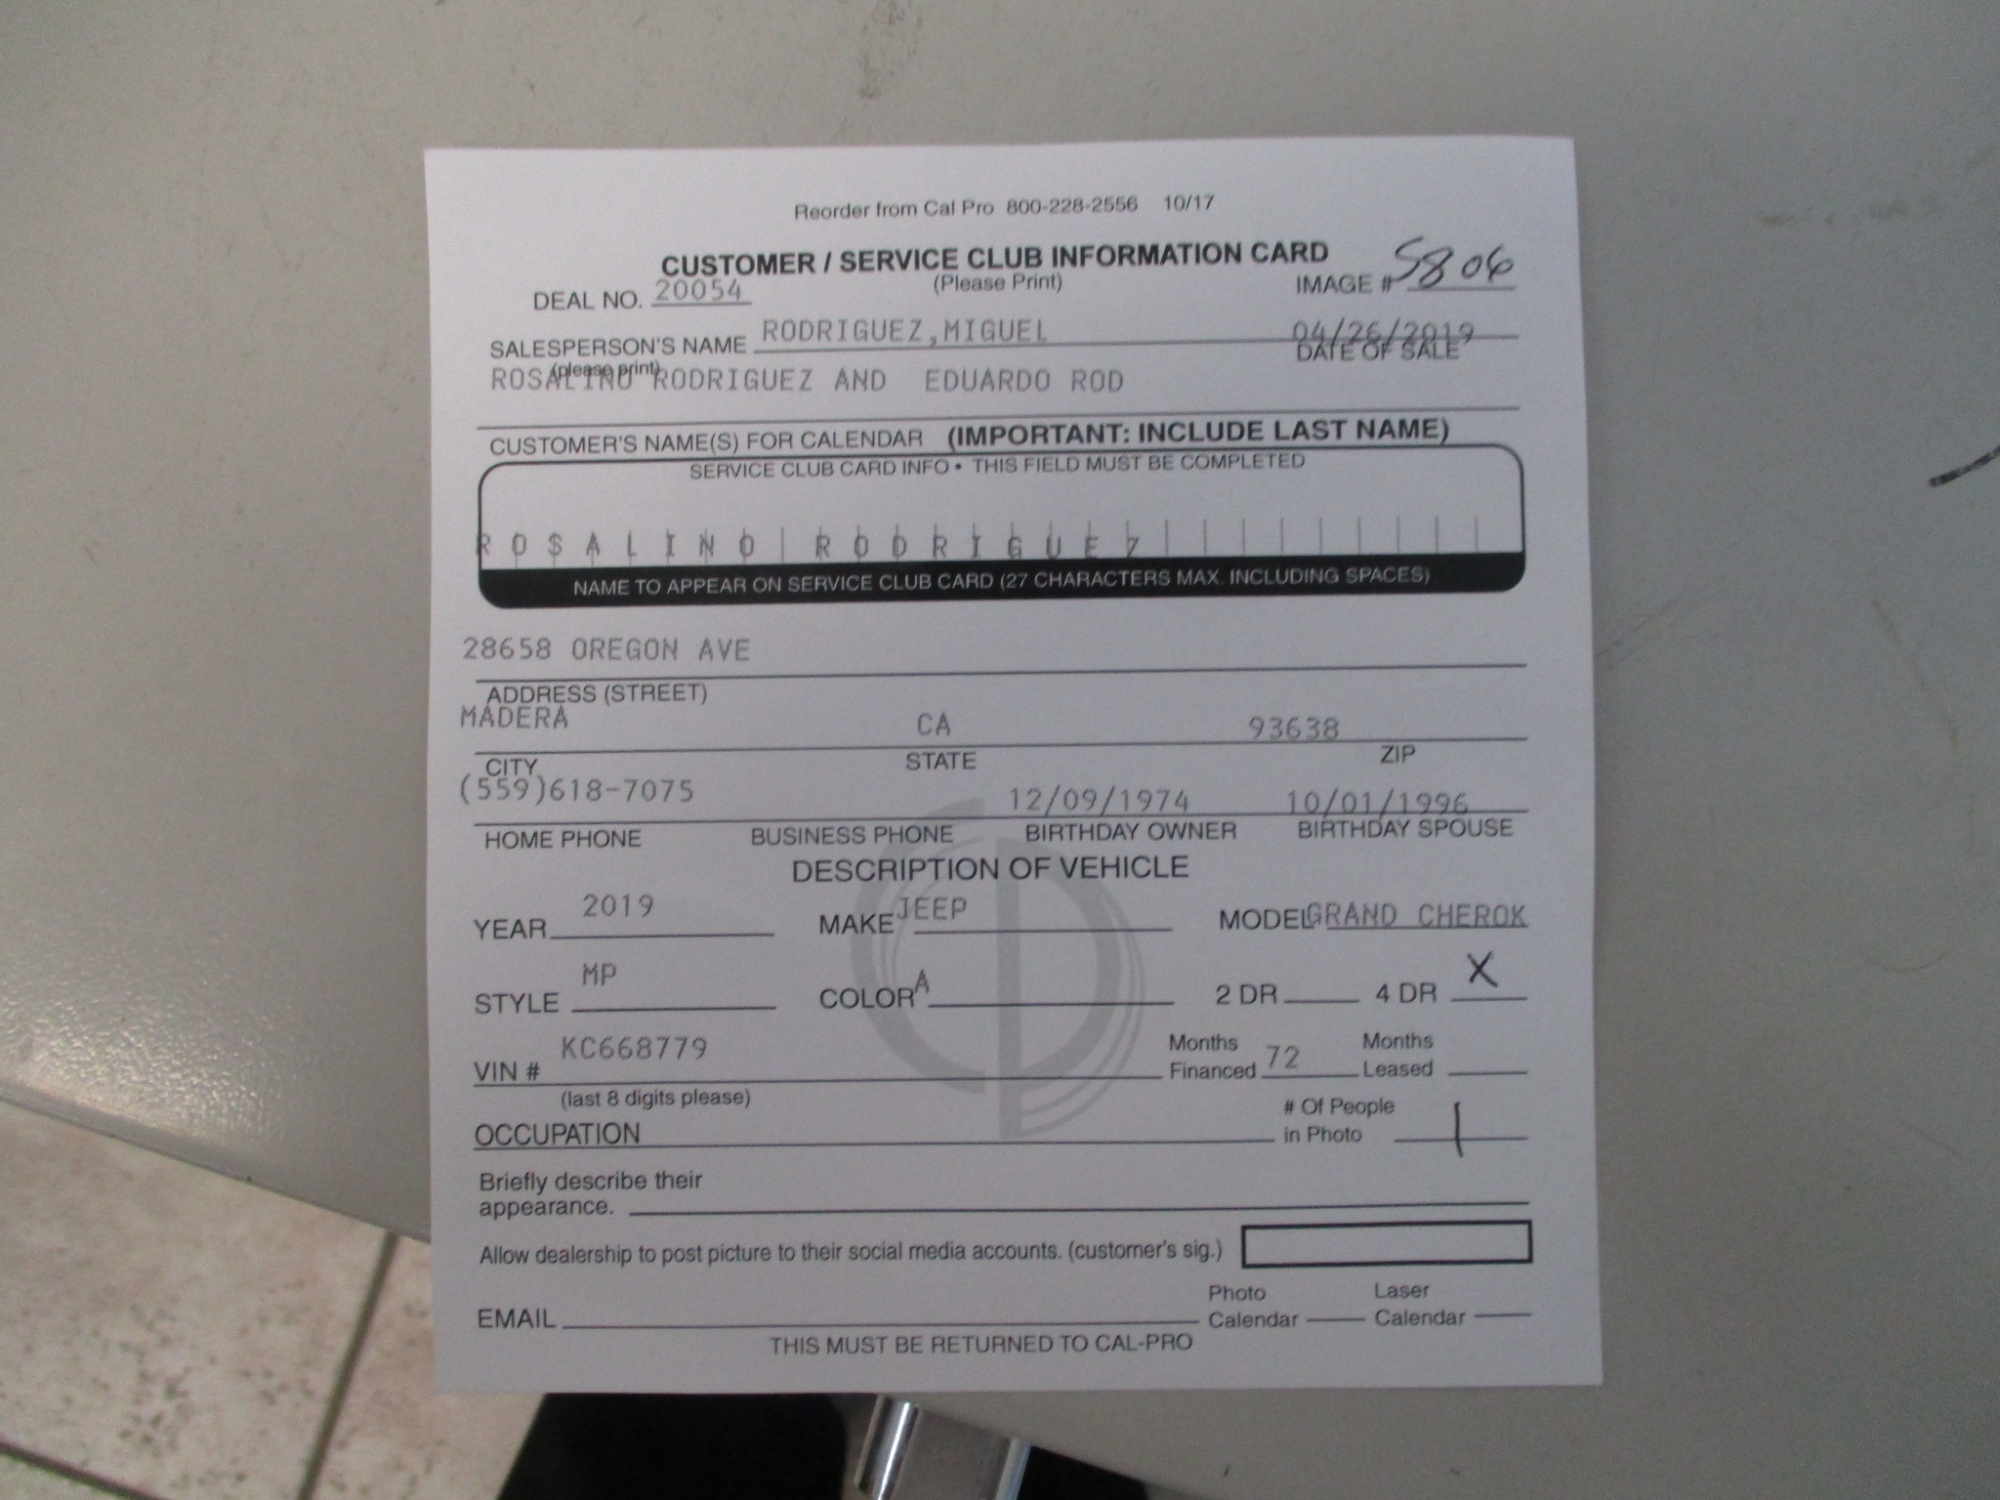 Reorder from Cal Pro 800-228-2556 10/17
CUSTOMER / SERVICE CLUB INFORMATION CARD
(Please Print)
DEAL NO. 20054 IMAGE # 5806
SALESPERSON'S NAME RODRIGUEZ,MIGUEL 04/26/2019
(please print) DATE OF SALE
ROSALINO RODRIGUEZ AND EDUARDO ROD
CUSTOMER'S NAME(S) FOR CALENDAR (IMPORTANT: INCLUDE LAST NAME)
SERVICE CLUB CARD INFO • THIS FIELD MUST BE COMPLETED
ROSALINO RODRIGUEZ
NAME TO APPEAR ON SERVICE CLUB CARD (27 CHARACTERS MAX. INCLUDING SPACES)
28658 OREGON AVE
ADDRESS (STREET)
MADERA CA 93638
CITY STATE ZIP
(559)618-7075 12/09/1974 10/01/1996
HOME PHONE BUSINESS PHONE BIRTHDAY OWNER BIRTHDAY SPOUSE
DESCRIPTION OF VEHICLE
YEAR 2019 MAKE JEEP MODEL GRAND CHEROK
STYLE MP COLOR A 2 DR 4 DR X
VIN # KC668779 Months Financed 72 Months Leased
(last 8 digits please)
OCCUPATION # Of People in Photo 1
Briefly describe their
appearance.
Allow dealership to post picture to their social media accounts. (customer's sig.)
EMAIL Photo Calendar Laser Calendar
THIS MUST BE RETURNED TO CAL-PRO